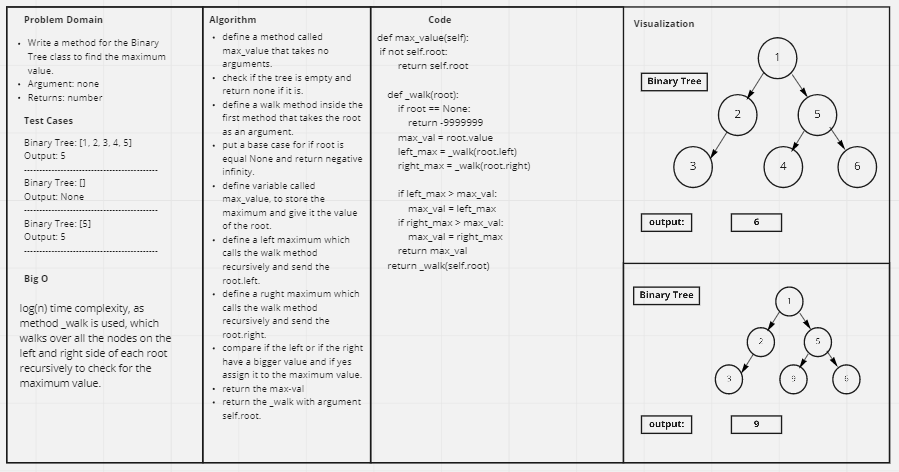 Problem Domain
Write a method for the Binary
Tree class to find the maximum
value.
Argument: none
Returns: number
Test Cases
Binary Tree: [1, 2, 3, 4, 5]
Output: 5
Binary Tree: []
Output: None
Binary Tree: [5]
Output: 5
Big O
log(n) time complexity, as
method _walk is used, which
walks over all the nodes on the
left and right side of each root
recursively to check for the
maximum value.
Algorithm
define a method called
max_value that takes no
arguments.
check if the tree is empty and
return none if it is.
define a walk method inside the
first method that takes the root
as an argument.
put a base case for if root is
equal None and return negative
infinity.
define variable called
max_value, to store the
maximum and give it the value
of the root.
define a left maximum which
calls the walk method
recursively and send the
root.left.
define a rught maximum which
calls the walk method
recursively and send the
root.right.
compare if the left or if the right
have a bigger value and if yes
assign it to the maximum value.
return the max-val
return the _walk with argument
self.root.
Code
def max_value(self):
if not self.root:
return self.root
def _walk(root):
if root == None:
return -9999999
max_val = root.value
left_max = _walk(root.left)
right_max = _walk(root.right)
if left_max > max_val:
max_val = left_max
if right_max > max_val:
max_val = right_max
return max_val
return _walk(self.root)
Visualization
1
Binary Tree
2 5
3 4 6
output: 6
Binary Tree
1
2 5
3 9 6
output: 9